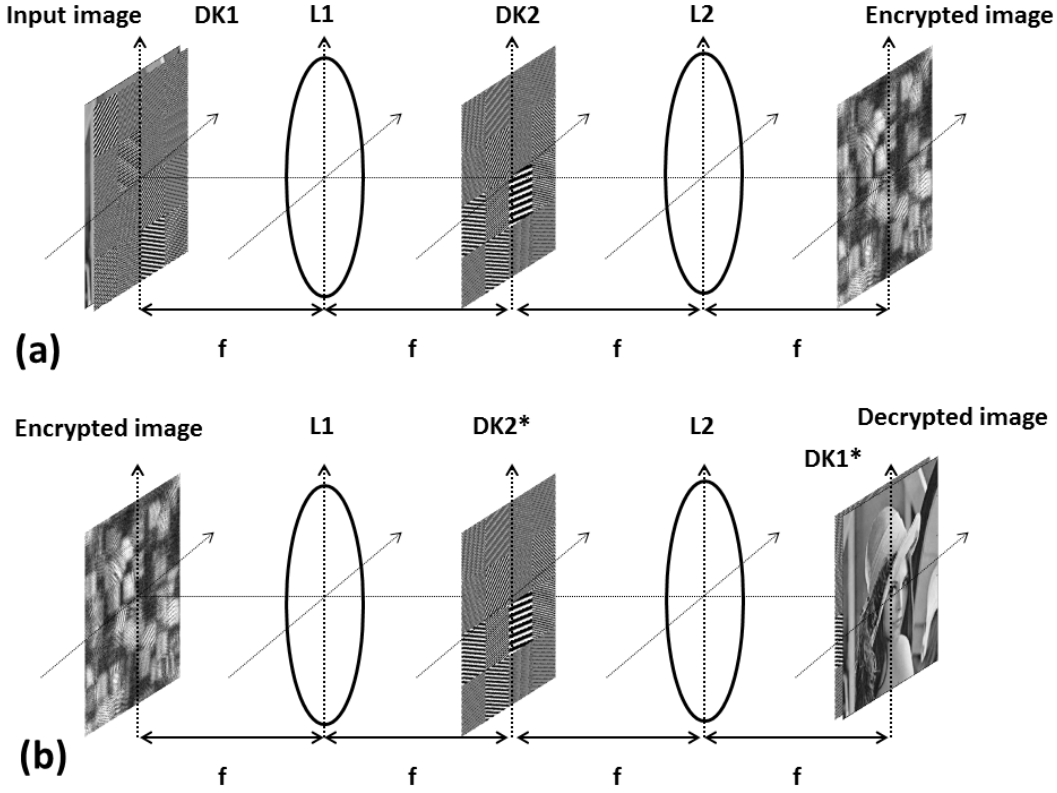 Input image DK1 L1 DK2 L2 Encrypted image
f f f f
(a)
Encrypted image L1 DK2* L2 Decrypted image
DK1*
(b)
f f f f